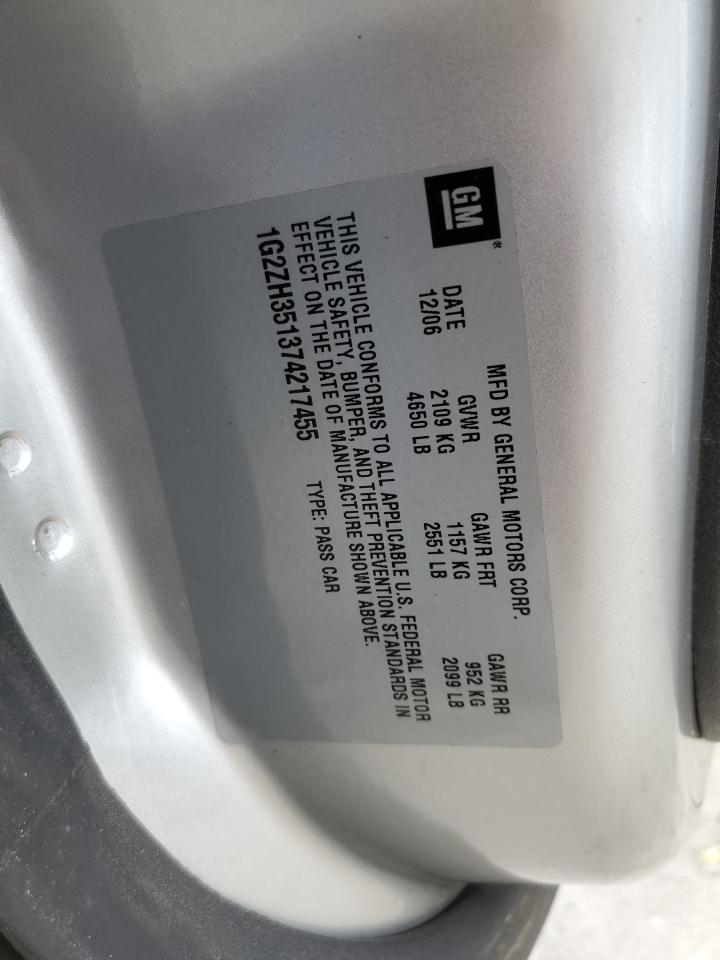 GM®
MFD BY GENERAL MOTORS CORP.
DATE GVWR GAWR FRT GAWR RR
12/06 2109 KG 1157 KG 952 KG
4650 LB 2551 LB 2099 LB
THIS VEHICLE CONFORMS TO ALL APPLICABLE U.S. FEDERAL MOTOR
VEHICLE SAFETY, BUMPER, AND THEFT PREVENTION STANDARDS IN
EFFECT ON THE DATE OF MANUFACTURE SHOWN ABOVE.
1G2ZH351374217455 TYPE: PASS CAR